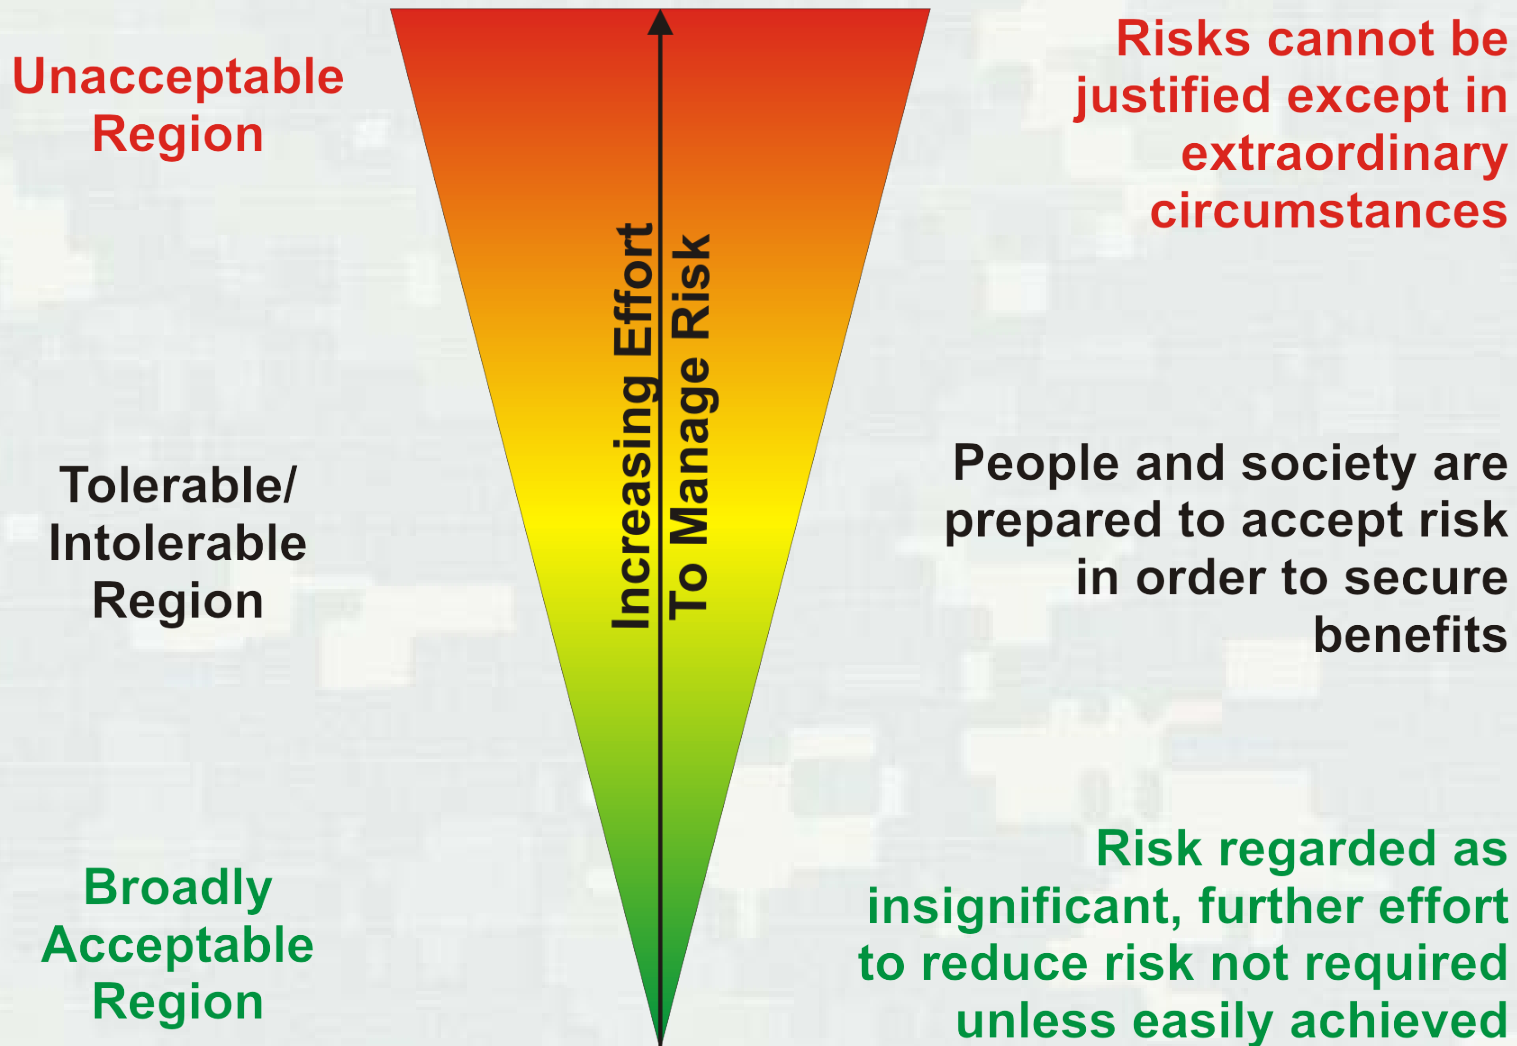 Unacceptable
Region
Risks cannot be
justified except in
extraordinary
circumstances
Increasing Effort
To Manage Risk
Tolerable/
Intolerable
Region
People and society are
prepared to accept risk
in order to secure
benefits
Broadly
Acceptable
Region
Risk regarded as
insignificant, further effort
to reduce risk not required
unless easily achieved